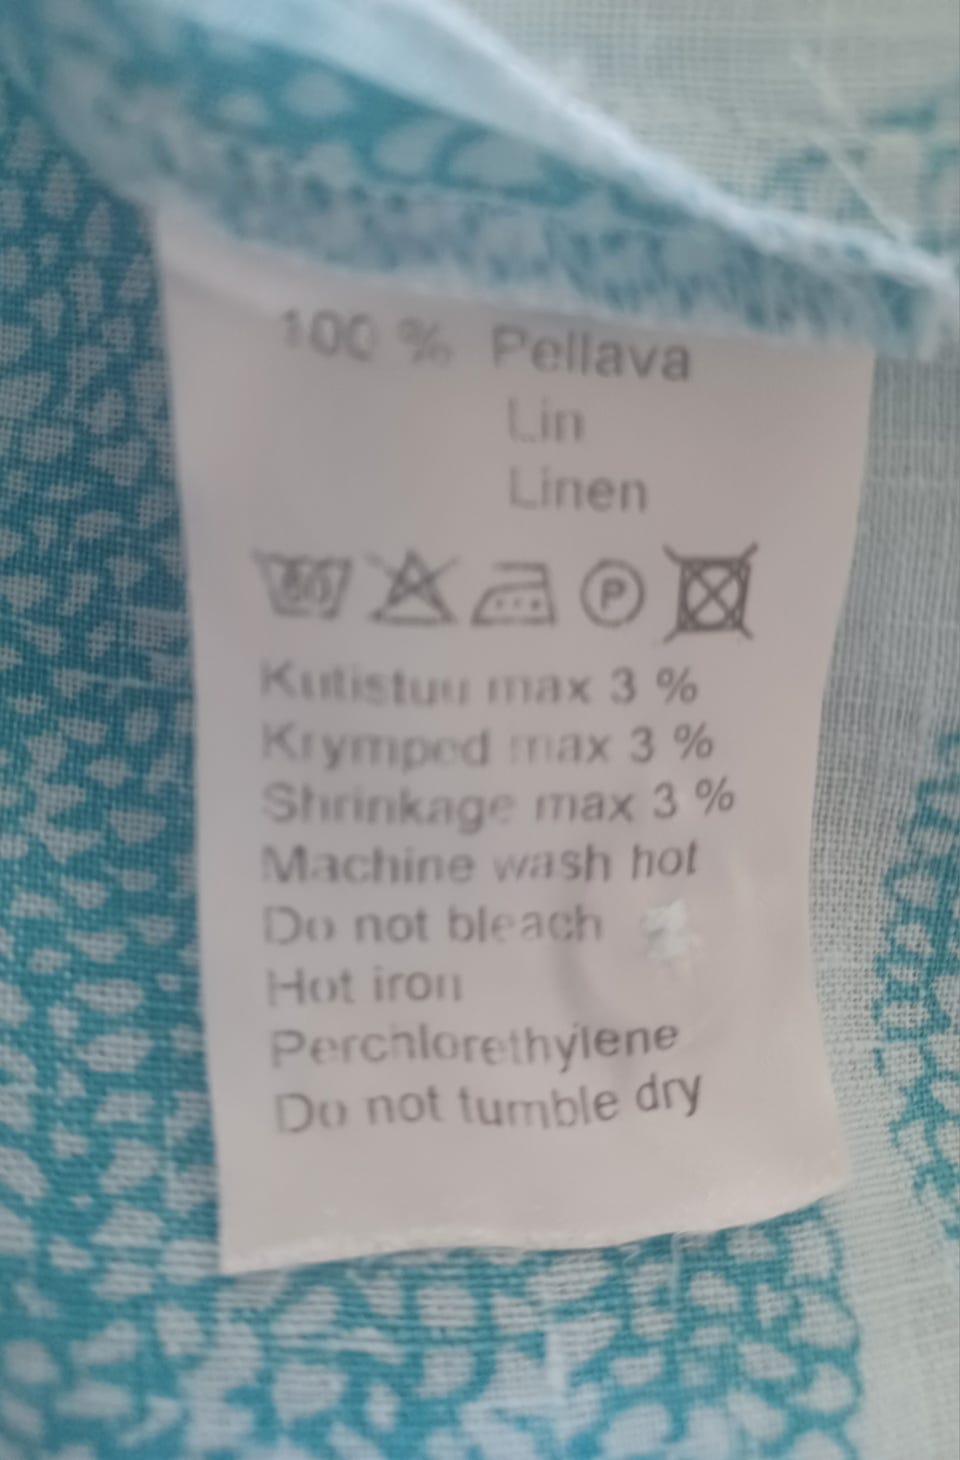 100 % Pellava
Lin
Linen
60 P
Kutistuu max 3 %
Krymped max 3 %
Shrinkage max 3 %
Machine wash hot
Do not bleach
Hot iron
Perchlorethylene
Do not tumble dry